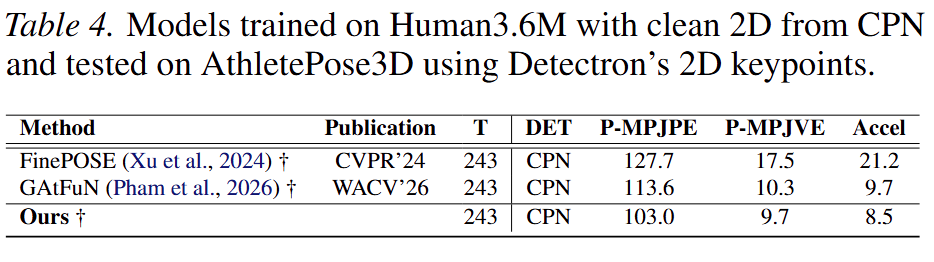 Table 4. Models trained on Human3.6M with clean 2D from CPN
and tested on AthletePose3D using Detectron's 2D keypoints.
Method Publication T DET P-MPJPE P-MPJVE Accel
FinePOSE (Xu et al., 2024) † CVPR'24 243 CPN 127.7 17.5 21.2
GAtFuN (Pham et al., 2026) † WACV'26 243 CPN 113.6 10.3 9.7
Ours † 243 CPN 103.0 9.7 8.5